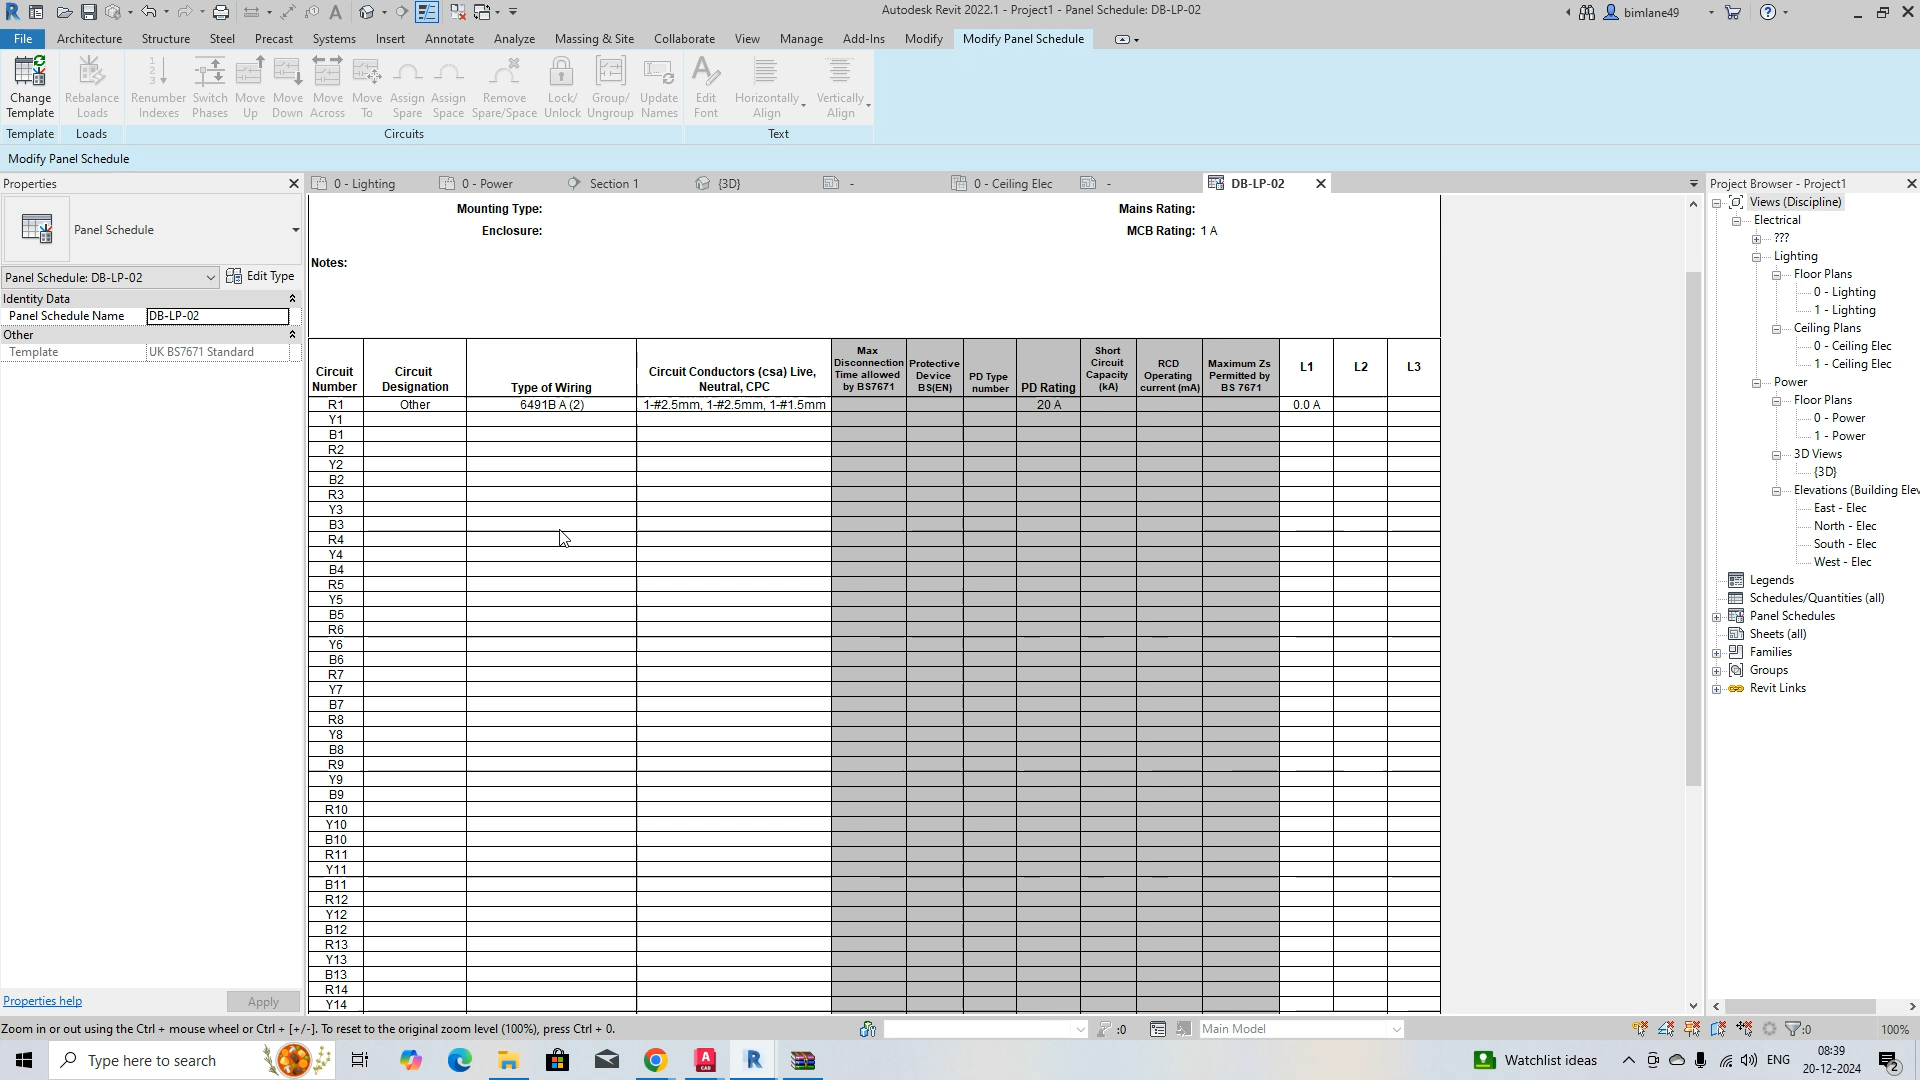 Autodesk Revit 2022.1 - Project1 - Panel Schedule: DB-LP-02
bimlane49
File Architecture Structure Steel Precast Systems Insert Annotate Analyze Massing & Site Collaborate View Manage Add-Ins Modify Modify Panel Schedule
Change Template
Rebalance Loads
Renumber Indexes
Switch Phases
Move Up
Move Down
Move Across
Move To
Assign Spare
Assign Space
Remove Spare/Space
Lock/ Unlock
Group/ Ungroup
Update Names
Edit Font
Horizontally Align
Vertically Align
Template Loads Circuits Text
Modify Panel Schedule
Properties
Panel Schedule
Panel Schedule: DB-LP-02 Edit Type
Identity Data
Panel Schedule Name DB-LP-02
Other
Template UK BS7671 Standard
Properties help Apply
0 - Lighting 0 - Power Section 1 {3D} - 0 - Ceiling Elec - DB-LP-02
Mounting Type: Mains Rating:
Enclosure: MCB Rating: 1 A
Notes:
Circuit Number
Circuit Designation
Type of Wiring
Circuit Conductors (csa) Live, Neutral, CPC
Max Disconnection Time allowed by BS7671
Protective Device BS(EN)
PD Type number
PD Rating
Short Circuit Capacity (kA)
RCD Operating current (mA)
Maximum Zs Permitted by BS 7671
L1 L2 L3
R1 Other 6491B A (2) 1-#2.5mm, 1-#2.5mm, 1-#1.5mm 20 A 0.0 A
Y1
B1
R2
Y2
B2
R3
Y3
B3
R4
Y4
B4
R5
Y5
B5
R6
Y6
B6
R7
Y7
B7
R8
Y8
B8
R9
Y9
B9
R10
Y10
B10
R11
Y11
B11
R12
Y12
B12
R13
Y13
B13
R14
Y14
Project Browser - Project1
Views (Discipline)
Electrical
???
Lighting
Floor Plans
0 - Lighting
1 - Lighting
Ceiling Plans
0 - Ceiling Elec
1 - Ceiling Elec
Power
Floor Plans
0 - Power
1 - Power
3D Views
{3D}
Elevations (Building Elev
East - Elec
North - Elec
South - Elec
West - Elec
Legends
Schedules/Quantities (all)
Panel Schedules
Sheets (all)
Families
Groups
Revit Links
Zoom in or out using the Ctrl + mouse wheel or Ctrl + [+/-]. To reset to the original zoom level (100%), press Ctrl + 0. :0 Main Model :0 100%
Type here to search Watchlist ideas ENG 08:39
20-12-2024 2